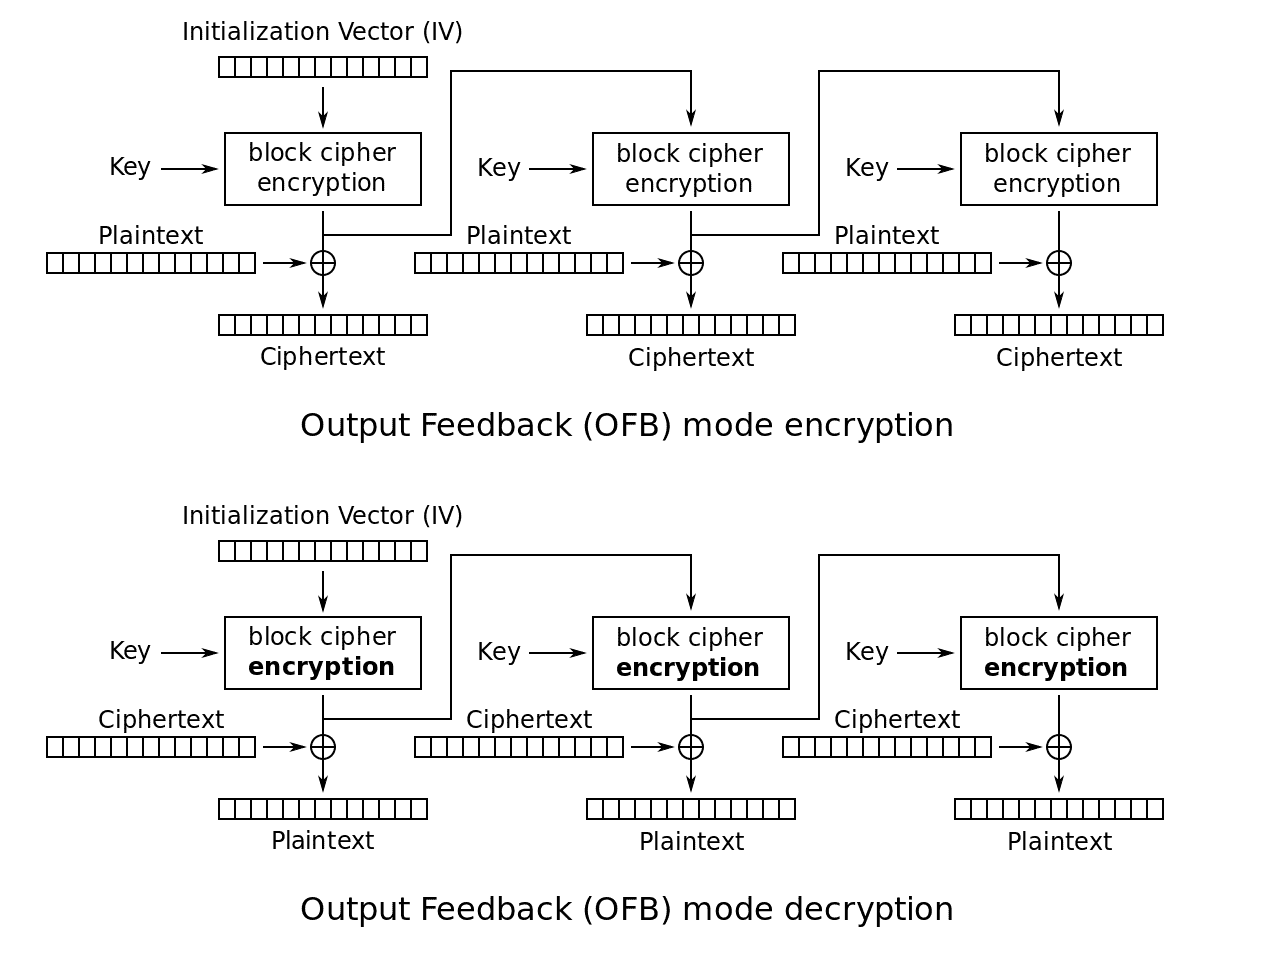 Initialization Vector (IV)
Key
block cipher
encryption
Key
block cipher
encryption
Key
block cipher
encryption
Plaintext
Plaintext
Plaintext
Ciphertext
Ciphertext
Ciphertext
Output Feedback (OFB) mode encryption
Initialization Vector (IV)
Key
block cipher
encryption
Key
block cipher
encryption
Key
block cipher
encryption
Ciphertext
Ciphertext
Ciphertext
Plaintext
Plaintext
Plaintext
Output Feedback (OFB) mode decryption